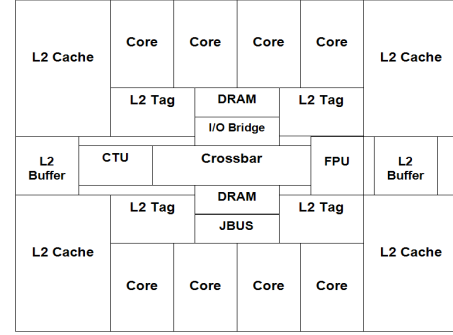 L2 Cache
Core
Core
Core
Core
L2 Cache
L2 Tag
DRAM
L2 Tag
I/O Bridge
L2
Buffer
CTU
Crossbar
FPU
L2
Buffer
L2 Tag
DRAM
L2 Tag
JBUS
L2 Cache
Core
Core
Core
Core
L2 Cache